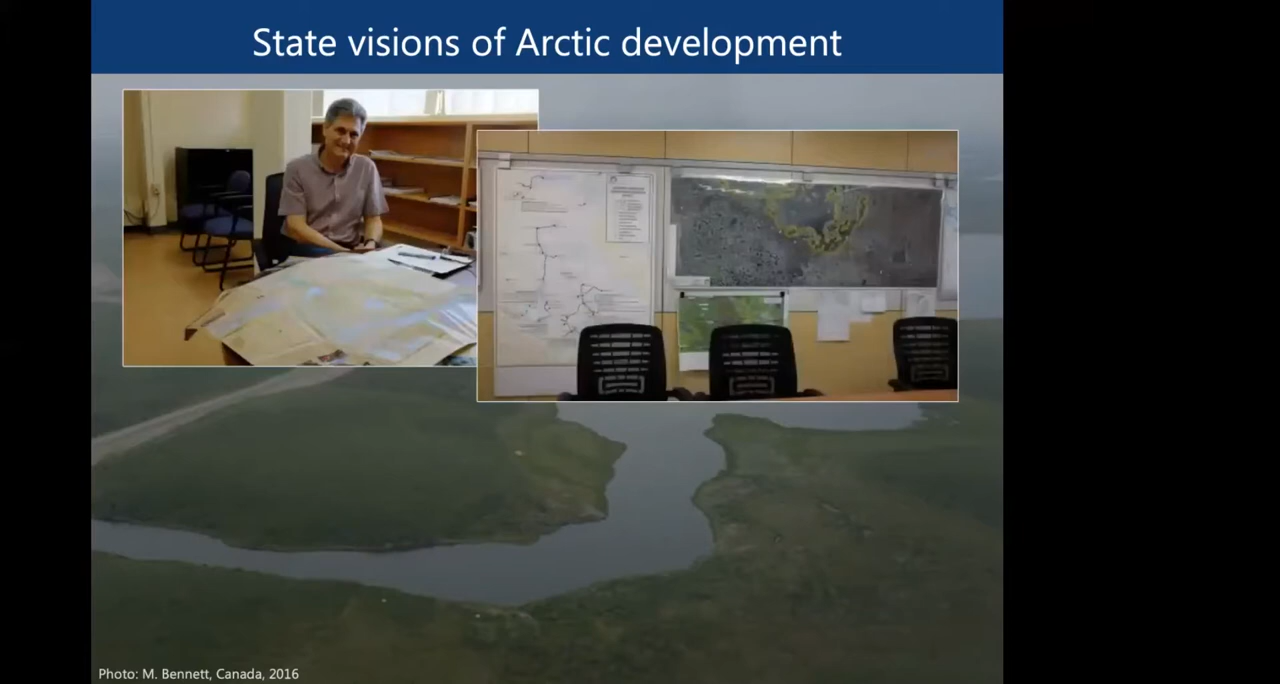 State visions of Arctic development
Photo: M. Bennett, Canada, 2016